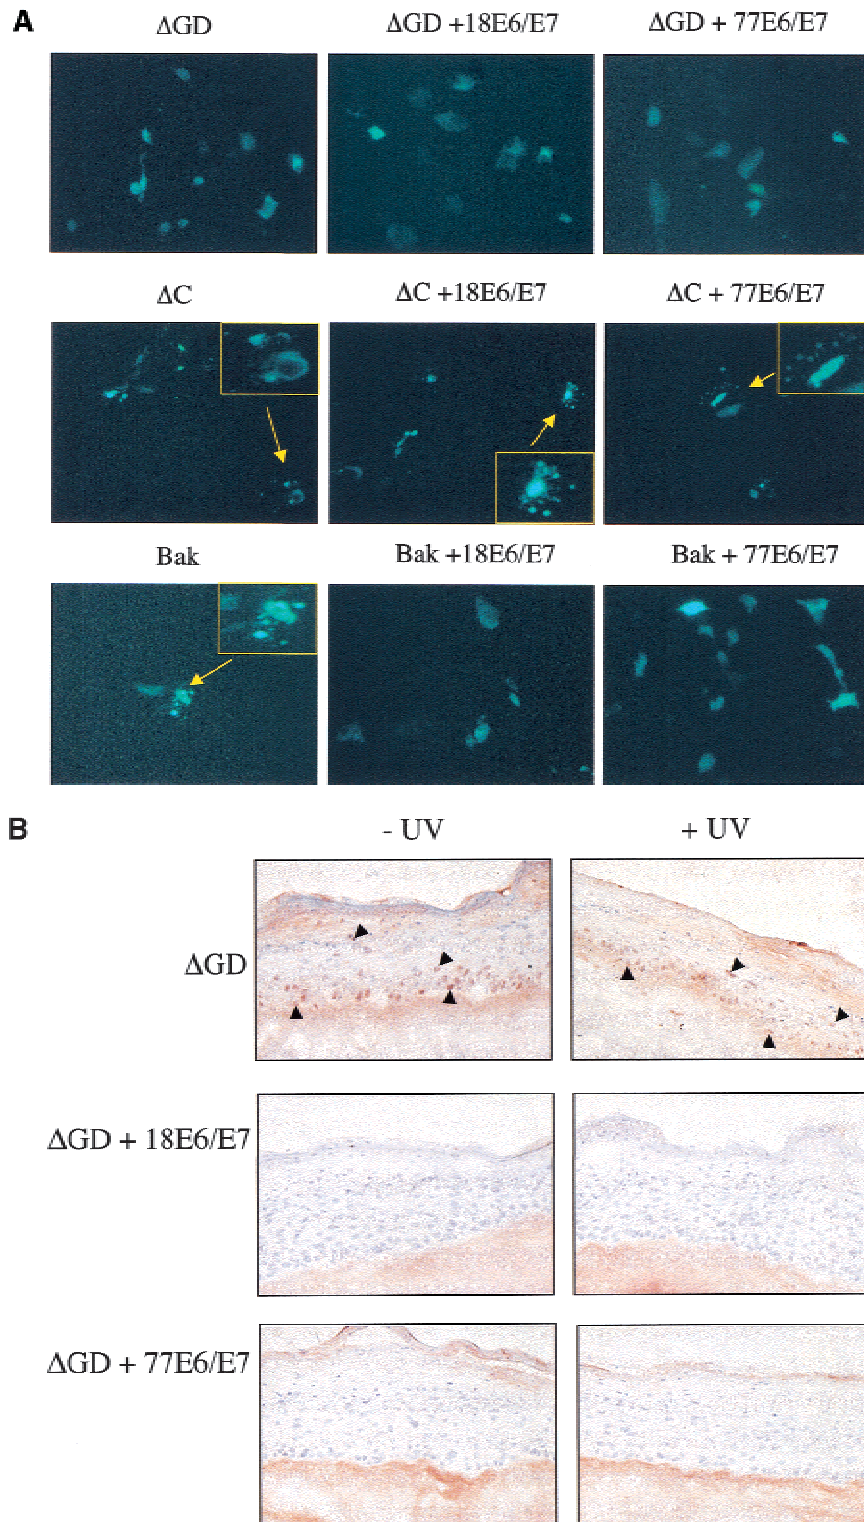 A
ΔGD ΔGD +18E6/E7 ΔGD + 77E6/E7
ΔC ΔC +18E6/E7 ΔC + 77E6/E7
Bak Bak +18E6/E7 Bak + 77E6/E7
B
- UV + UV
ΔGD
ΔGD + 18E6/E7
ΔGD + 77E6/E7